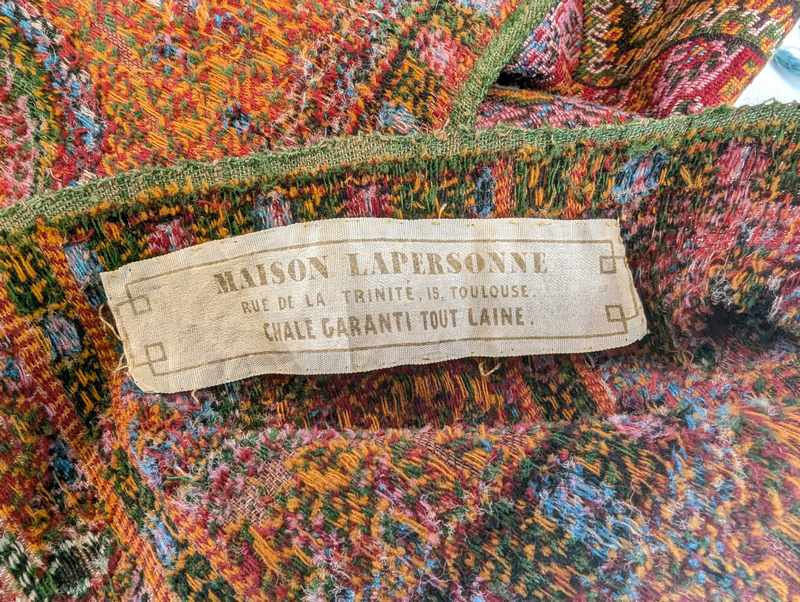 MAISON LAPERSONNE
RUE DE LA TRINITÉ, 15, TOULOUSE.
CHALE GARANTI TOUT LAINE.